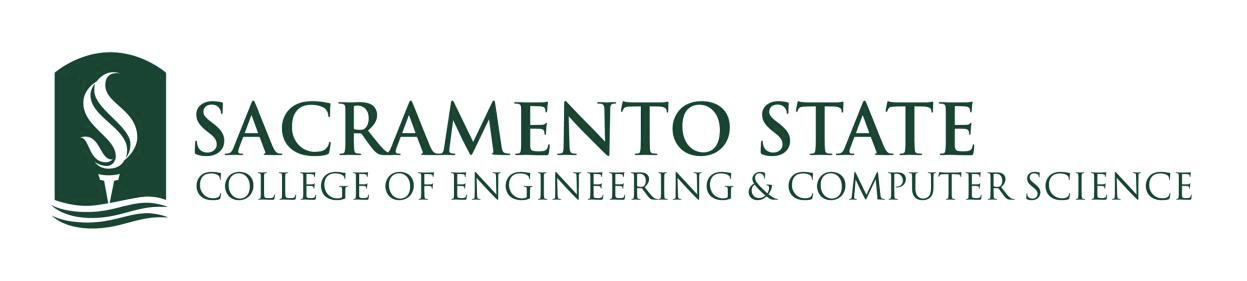 SACRAMENTO STATE
COLLEGE OF ENGINEERING & COMPUTER SCIENCE